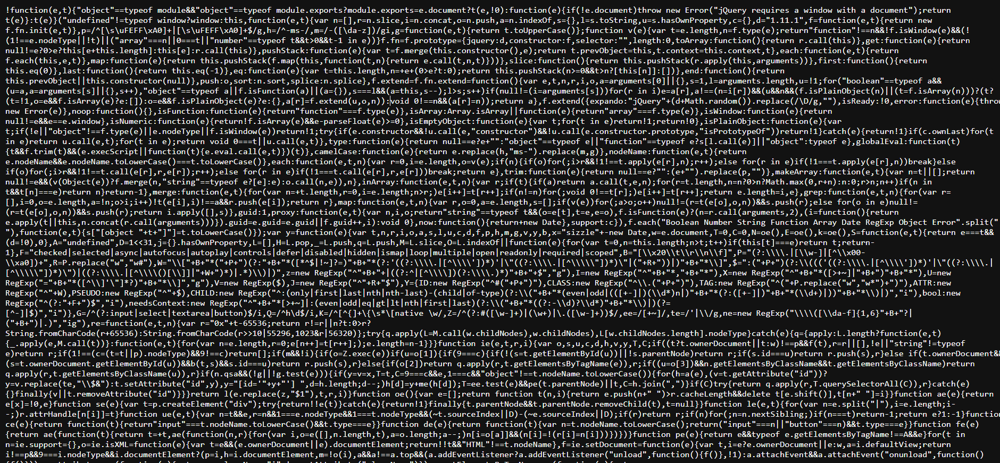 !function(e,t){"object"==typeof module&&"object"==typeof module.exports?module.exports=e.document?t(e,!0):function(e){if(!e.document)throw new Error("jQuery requires a window with a document");return
t(e)}:t(e)}("undefined"!=typeof window?window:this,function(e,t){var n=[],r=n.slice,i=n.concat,o=n.push,a=n.indexOf,s={},l=s.toString,u=s.hasOwnProperty,c={},d="1.11.1",f=function(e,t){return new
f.fn.init(e,t)},p=/^[\s\uFEFF\xA0]+|[\s\uFEFF\xA0]+$/g,h=/^-ms-/,m=/-([\da-z])/gi,g=function(e,t){return t.toUpperCase()};function v(e){var t=e.length,n=f.type(e);return"function"!==n&&!f.isWindow(e)&&(!
(1!==e.nodeType||!t)||("array"===n||0===t||"number"==typeof t&&t>0&&t-1 in e))}f.fn=f.prototype={jquery:d,constructor:f,selector:"",length:0,toArray:function(){return r.call(this)},get:function(e){return
null!=e?0>e?this[e+this.length]:this[e]:r.call(this)},pushStack:function(e){var t=f.merge(this.constructor(),e);return t.prevObject=this,t.context=this.context,t},each:function(e,t){return
f.each(this,e,t)},map:function(e){return this.pushStack(f.map(this,function(t,n){return e.call(t,n,t)}))},slice:function(){return this.pushStack(r.apply(this,arguments))},first:function(){return
this.eq(0)},last:function(){return this.eq(-1)},eq:function(e){var t=this.length,n=+e+(0>e?t:0);return this.pushStack(n>=0&&t>n?[this[n]]:[])},end:function(){return
this.prevObject||this.constructor(null)},push:o,sort:n.sort,splice:n.splice},f.extend=f.fn.extend=function(){var e,t,n,r,i,o,a=arguments[0]||{},s=1,l=arguments.length,u=!1;for("boolean"==typeof a&&
(u=a,a=arguments[s]||{},s++),"object"==typeof a||f.isFunction(a)||(a={}),s===l&&(a=this,s--);l>s;s++)if(null!=(i=arguments[s]))for(r in i)e=a[r],a!==(n=i[r])&&(u&&n&&(f.isPlainObject(n)||(t=f.isArray(n)))?(t?
(t=!1,o=e&&f.isArray(e)?e:[]):o=e&&f.isPlainObject(e)?e:{},a[r]=f.extend(u,o,n)):void 0!==n&&(a[r]=n));return a},f.extend({expando:"jQuery"+(d+Math.random()).replace(/\D/g,""),isReady:!0,error:function(e){throw
new Error(e)},noop:function(){},isFunction:function(e){return"function"===f.type(e)},isArray:Array.isArray||function(e){return"array"===f.type(e)},isWindow:function(e){return
null!=e&&e==e.window},isNumeric:function(e){return!f.isArray(e)&&e-parseFloat(e)>=0},isEmptyObject:function(e){var t;for(t in e)return!1;return!0},isPlainObject:function(e){var
t;if(!e||"object"!==f.type(e)||e.nodeType||f.isWindow(e))return!1;try{if(e.constructor&&!u.call(e,"constructor")&&!u.call(e.constructor.prototype,"isPrototypeOf"))return!1}catch(e){return!1}if(c.ownLast)for(t
in e)return u.call(e,t);for(t in e);return void 0===t||u.call(e,t)},type:function(e){return null==e?e+"":"object"==typeof e||"function"==typeof e?s[l.call(e)]||"object":typeof e},globalEval:function(t)
{t&&f.trim(t)&&(e.execScript||function(t){e.eval.call(e,t)})(t)},camelCase:function(e){return e.replace(h,"ms-").replace(m,g)},nodeName:function(e,t){return
e.nodeName&&e.nodeName.toLowerCase()===t.toLowerCase()},each:function(e,t,n){var r=0,i=e.length,o=v(e);if(n){if(o)for(;i>r&&!1!==t.apply(e[r],n);r++);else for(r in e)if(!1===t.apply(e[r],n))break}else
if(o)for(;i>r&&!1!==t.call(e[r],r,e[r]);r++);else for(r in e)if(!1===t.call(e[r],r,e[r]))break;return e},trim:function(e){return null==e?"":(e+"").replace(p,"")},makeArray:function(e,t){var n=t||[];return
null!=e&&(v(Object(e))?f.merge(n,"string"==typeof e?[e]:e):o.call(n,e)),n},inArray:function(e,t,n){var r;if(t){if(a)return a.call(t,e,n);for(r=t.length,n=n?0>n?Math.max(0,r+n):n:0;r>n;n++)if(n in
t&&t[n]===e)return n}return-1},merge:function(e,t){for(var n=+t.length,r=0,i=e.length;n>r;)e[i++]=t[r++];if(n!=n)for(;void 0!==t[r];)e[i++]=t[r++];return e.length=i,e},grep:function(e,t,n){for(var r=
[],i=0,o=e.length,a=!n;o>i;i++)!t(e[i],i)!==a&&r.push(e[i]);return r},map:function(e,t,n){var r,o=0,a=e.length,s=[];if(v(e))for(;a>o;o++)null!=(r=t(e[o],o,n))&&s.push(r);else for(o in e)null!=
(r=t(e[o],o,n))&&s.push(r);return i.apply([],s)},guid:1,proxy:function(e,t){var n,i,o;return"string"==typeof t&&(o=e[t],t=e,e=o),f.isFunction(e)?(n=r.call(arguments,2),(i=function(){return
e.apply(t||this,n.concat(r.call(arguments)))}).guid=e.guid=e.guid||f.guid++,i):void 0},now:function(){return+new Date},support:c}),f.each("Boolean Number String Function Array Date RegExp Object Error".split("
"),function(e,t){s["[object "+t+"]"]=t.toLowerCase()});var y=function(e){var t,n,r,i,o,a,s,l,u,c,d,f,p,h,m,g,v,y,b,x="sizzle"+-new Date,w=e.document,T=0,C=0,N=oe(),E=oe(),k=oe(),S=function(e,t){return e===t&&
(d=!0),0},A="undefined",D=1<<31,j={}.hasOwnProperty,L=[],H=L.pop,_=L.push,q=L.push,M=L.slice,O=L.indexOf||function(e){for(var t=0,n=this.length;n>t;t++)if(this[t]===e)return t;return-
1},F="checked|selected|async|autofocus|autoplay|controls|defer|disabled|hidden|ismap|loop|multiple|open|readonly|required|scoped",B="[\\x20\\t\\r\\n\\f]",P="(?:\\\\.|[\\w-]|[^\\x00-
\\xa0])+",R=P.replace("w","w#"),W="\\["+B+"*("+P+")(?:"+B+"*([*^$|!~]?=)"+B+"*(?:'((?:\\\\.|[^\\\\'])*)'|\"((?:\\\\.|[^\\\\\"])*)\"|("+R+"))|)"+B+"*\\]",$=":("+P+")(?:\\((('((?:\\\\.|[^\\\\'])*)'|\"((?:\\\\.|
[^\\\\\"])*)\")|((?:\\\\.|[^\\\\()[\\]]|"+W+")*)|.*)\\)|)",z=new RegExp("^"+B+"+|((?:^|[^\\\\])(?:\\\\.)*)"+B+"+$","g"),I=new RegExp("^"+B+"*,"+B+"*"),X=new RegExp("^"+B+"*([>+~]|"+B+")"+B+"*"),U=new
RegExp("="+B+"*([^\\]'\"]*?)"+B+"*\\]","g"),V=new RegExp($),J=new RegExp("^"+R+"$"),Y={ID:new RegExp("^#("+P+")"),CLASS:new RegExp("^\\.("+P+")"),TAG:new RegExp("^("+P.replace("w","w*")+")"),ATTR:new
RegExp("^"+W),PSEUDO:new RegExp("^"+$),CHILD:new RegExp("^:(only|first|last|nth|nth-last)-(child|of-type)(?:\\("+B+"*(even|odd|(([+-]|)(\\d*)n|)"+B+"*(?:([+-]|)"+B+"*(\\d+)|))"+B+"*\\)|)","i"),bool:new
RegExp("^(?:"+F+")$","i"),needsContext:new RegExp("^"+B+"*[>+~]|:(even|odd|eq|gt|lt|nth|first|last)(?:\\("+B+"*((?:-\\d)?\\d*)"+B+"*\\)|)(?=
[^-]|$)","i")},G=/^(?:input|select|textarea|button)$/i,Q=/^h\d$/i,K=/^[^{]+\{\s*\[native \w/,Z=/^(?:#([\w-]+)|(\w+)|\.([\w-]+))$/,ee=/[+~]/,te=/'|\\/g,ne=new RegExp("\\\\([\\da-f]{1,6}"+B+"?|
("+B+")|.)","ig"),re=function(e,t,n){var r="0x"+t-65536;return r!=r||n?t:0>r?
String.fromCharCode(r+65536):String.fromCharCode(r>>10|55296,1023&r|56320)};try{q.apply(L=M.call(w.childNodes),w.childNodes),L[w.childNodes.length].nodeType}catch(e){q={apply:L.length?function(e,t)
{_.apply(e,M.call(t))}:function(e,t){for(var n=e.length,r=0;e[n++]=t[r++];);e.length=n-1}}}function ie(e,t,r,i){var o,s,u,c,d,h,v,y,T,C;if((t?t.ownerDocument||t:w)!==p&&f(t),r=r||[],!e||"string"!=typeof
e)return r;if(1!==(c=(t=t||p).nodeType)&&9!==c)return[];if(m&&!i){if(o=Z.exec(e))if(u=o[1]){if(9===c){if(!(s=t.getElementById(u))||!s.parentNode)return r;if(s.id===u)return r.push(s),r}else if(t.ownerDocument&&
(s=t.ownerDocument.getElementById(u))&&b(t,s)&&s.id===u)return r.push(s),r}else{if(o[2])return q.apply(r,t.getElementsByTagName(e)),r;if((u=o[3])&&n.getElementsByClassName&&t.getElementsByClassName)return
q.apply(r,t.getElementsByClassName(u)),r}if(n.qsa&&(!g||!g.test(e))){if(y=v=x,T=t,C=9===c&&e,1===c&&"object"!==t.nodeName.toLowerCase()){for(h=a(e),(v=t.getAttribute("id"))?
y=v.replace(te,"\\$&"):t.setAttribute("id",y),y="[id='"+y+"'] ",d=h.length;d--;)h[d]=y+me(h[d]);T=ee.test(e)&&pe(t.parentNode)||t,C=h.join(",")}if(C)try{return q.apply(r,T.querySelectorAll(C)),r}catch(e)
{}finally{v||t.removeAttribute("id")}}}return l(e.replace(z,"$1"),t,r,i)}function oe(){var e=[];return function t(n,i){return e.push(n+" ")>r.cacheLength&&delete t[e.shift()],t[n+" "]=i}}function ae(e){return
e[x]=!0,e}function se(e){var t=p.createElement("div");try{return!!e(t)}catch(e){return!1}finally{t.parentNode&&t.parentNode.removeChild(t),t=null}}function le(e,t){for(var n=e.split("|"),i=e.length;i-
-;)r.attrHandle[n[i]]=t}function ue(e,t){var n=t&&e,r=n&&1===e.nodeType&&1===t.nodeType&&(~t.sourceIndex||D)-(~e.sourceIndex||D);if(r)return r;if(n)for(;n=n.nextSibling;)if(n===t)return-1;return e?1:-1}function
ce(e){return function(t){return"input"===t.nodeName.toLowerCase()&&t.type===e}}function de(e){return function(t){var n=t.nodeName.toLowerCase();return("input"===n||"button"===n)&&t.type===e}}function fe(e)
{return ae(function(t){return t=+t,ae(function(n,r){for(var i,o=e([],n.length,t),a=o.length;a--;)n[i=o[a]]&&(n[i]=!(r[i]=n[i]))})})}function pe(e){return e&&typeof e.getElementsByTagName!==A&&e}for(t in
n=ie.support={},o=ie.isXML=function(e){var t=e&&(e.ownerDocument||e).documentElement;return!!t&&"HTML"!==t.nodeName},f=ie.setDocument=function(e){var t,i=e?e.ownerDocument||e:w,a=i.defaultView;return
i!==p&&9===i.nodeType&&i.documentElement?(p=i,h=i.documentElement,m=!o(i),a&&a!==a.top&&(a.addEventListener?a.addEventListener("unload",function(){f()},!1):a.attachEvent&&a.attachEvent("onunload",function()